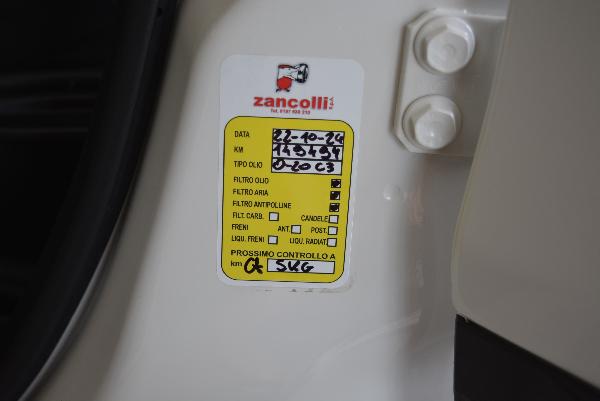 zancolli s.p.a.
DATA 22-10-24
KM 149494
TIPO OLIO 0-20 C3
FILTRO OLIO
FILTRO ARIA
FILTRO ANTIPOLLINE
FILT. CARB. CANDELE
FRENI ANT. POST.
LIQU. FRENI LIQU. RADIAT.
PROSSIMO CONTROLLO A
km